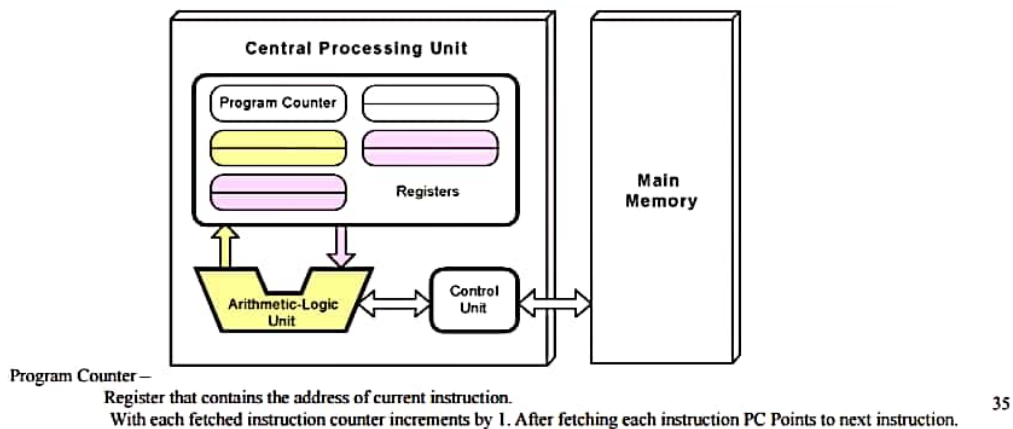 Central Processing Unit
Program Counter
Registers
Main
Memory
Arithmetic-Logic
Unit
Control
Unit
Program Counter –
Register that contains the address of current instruction.
With each fetched instruction counter increments by 1. After fetching each instruction PC Points to next instruction.
35